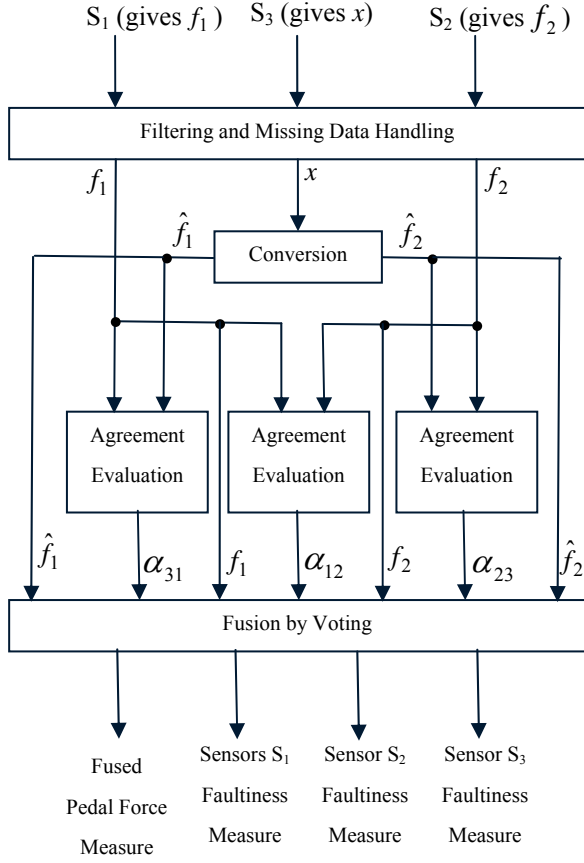 S₁ (gives f₁) S₃ (gives x) S₂ (gives f₂)
Filtering and Missing Data Handling
f₁ x f₂
f̂₁ Conversion f̂₂
Agreement Evaluation
Agreement Evaluation
Agreement Evaluation
f̂₁ α₃₁ f₁ α₁₂ f₂ α₂₃ f̂₂
Fusion by Voting
Fused
Pedal Force
Measure
Sensors S₁
Faultiness
Measure
Sensor S₂
Faultiness
Measure
Sensor S₃
Faultiness
Measure